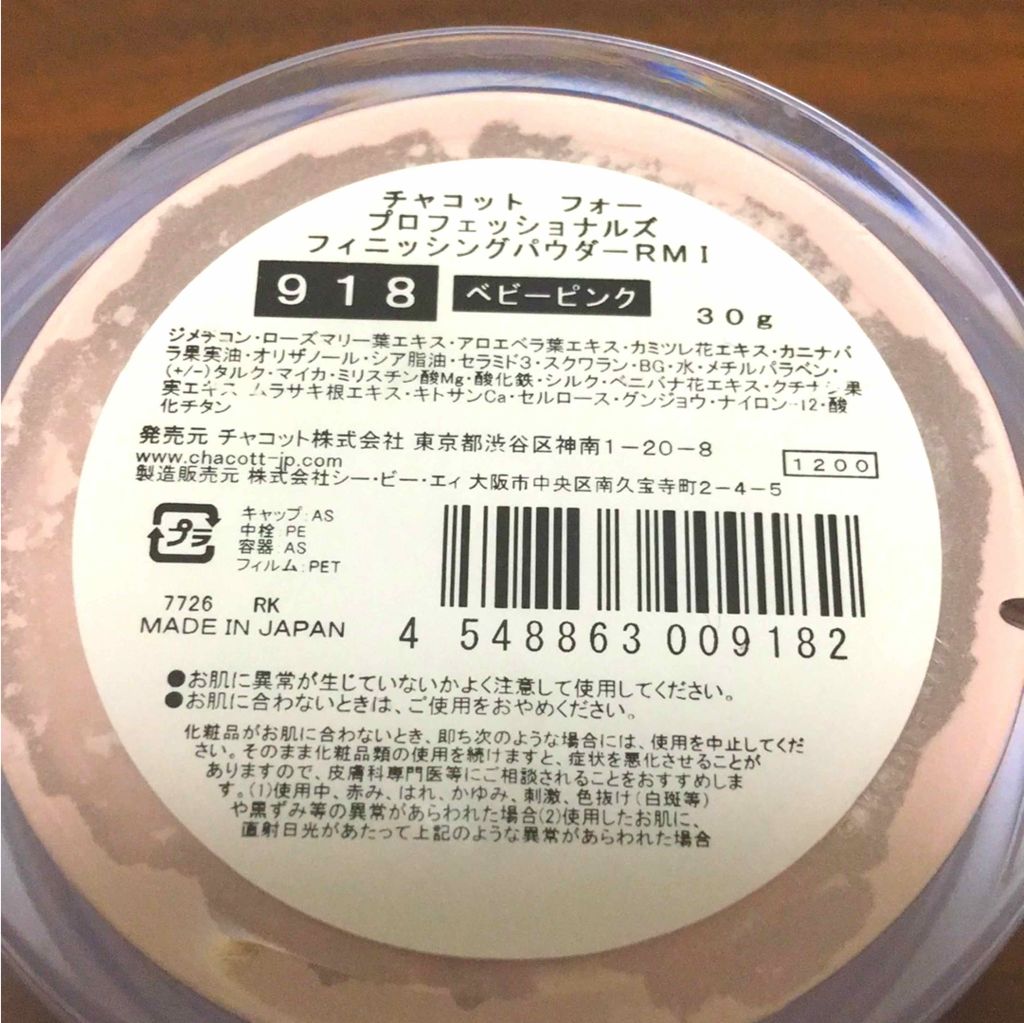 チャコット フォー
プロフェッショナルズ
フィニッシングパウダーRMⅠ
918 ベビーピンク 30g
ジメチコン・ローズマリー葉エキス・アロエベラ葉エキス・カミツレ花エキス・カニナバ
ラ果実油・オリザノール・シア脂油・セラミド3・スクワラン・BG・水・メチルパラベン・
(+/-)タルク・マイカ・ミリスチン酸Mg・酸化鉄・シルク・ベニバナ花エキス・クチナシ果
実エキス ムラサキ根エキス・キトサンCa・セルロース・グンジョウ・ナイロン-12・酸
化チタン
発売元 チャコット株式会社 東京都渋谷区神南1-20-8
www.chacott-jp.com
1200
製造販売元 株式会社シー・ビー・エィ 大阪市中央区南久宝寺町2-4-5
プラ
キャップ:AS
中栓:PE
容器:AS
フィルム:PET
7726 RK
MADE IN JAPAN
4 548863 009182
●お肌に異常が生じていないかよく注意して使用してください。
●お肌に合わないときは、ご使用をおやめください。
化粧品がお肌に合わないとき、即ち次のような場合には、使用を中止してくだ
さい。そのまま化粧品類の使用を続けますと、症状を悪化させることが
ありますので、皮膚科専門医等にご相談されることをおすすめしま
す。(1)使用中、赤み、はれ、かゆみ、刺激、色抜け(白斑等)
や黒ずみ等の異常があらわれた場合(2)使用したお肌に、
直射日光があたって上記のような異常があらわれた場合